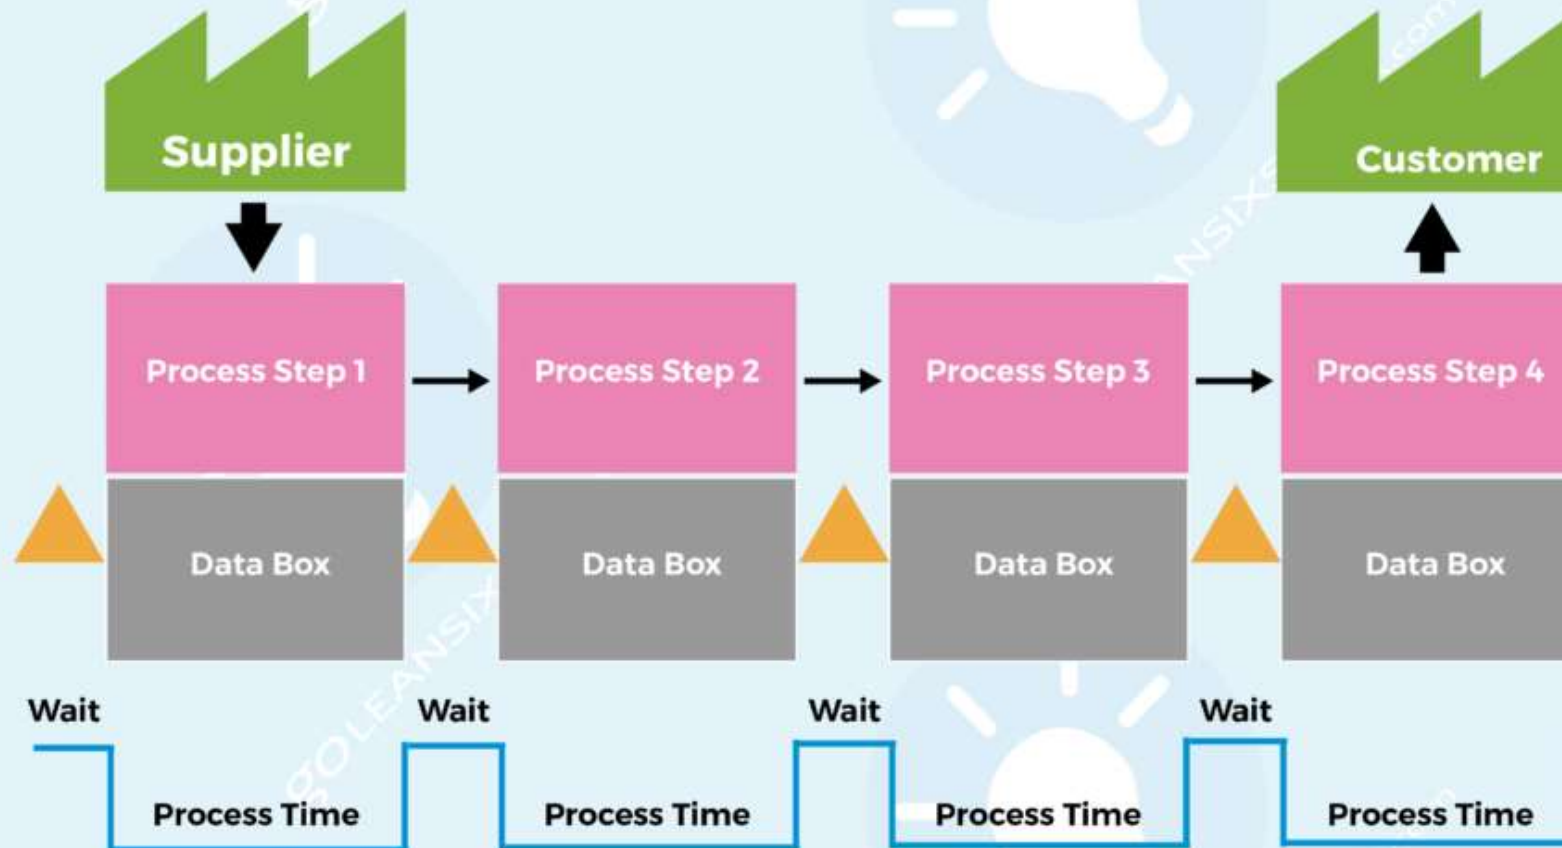 Supplier
Customer
Process Step 1
Process Step 2
Process Step 3
Process Step 4
Data Box
Data Box
Data Box
Data Box
Wait
Wait
Wait
Wait
Process Time
Process Time
Process Time
Process Time